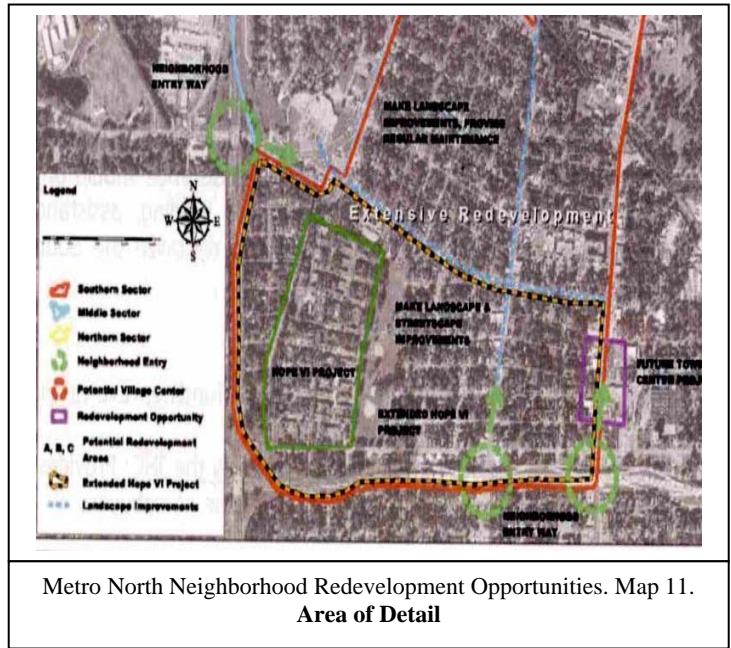 NEIGHBORHOOD
ENTRY WAY
MAKE LANDSCAPE
IMPROVEMENTS, PROVIDE
REGULAR MAINTENANCE
Legend
N
W E
S
Extensive Redevelopment
Southern Sector
Middle Sector
Northern Sector
Neighborhood Entry
Potential Village Center
Redevelopment Opportunity
A, B, C Potential Redevelopment
Areas
Extended Hope VI Project
Landscape Improvements
MAKE LANDSCAPE &
STREETSCAPE
IMPROVEMENTS
HOPE VI PROJECT
EXTENDED HOPE VI
PROJECT
FUTURE TOWN
CENTER PROJ
NEIGHBORHOOD
ENTRY WAY
Metro North Neighborhood Redevelopment Opportunities. Map 11.
Area of Detail